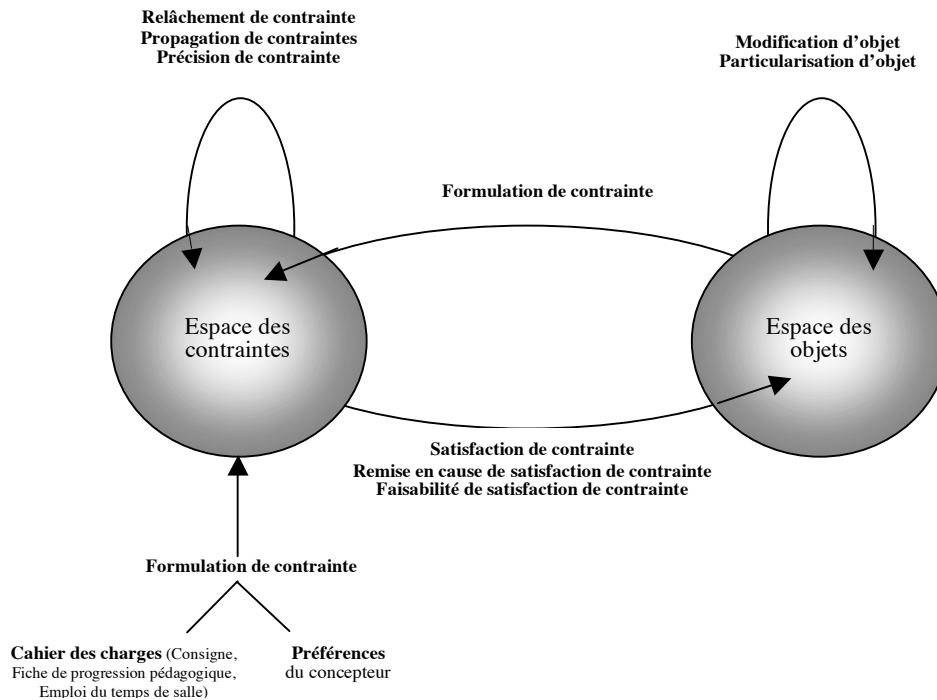 Relâchement de contrainte
Propagation de contraintes
Précision de contrainte
Modification d'objet
Particularisation d'objet
Formulation de contrainte
Espace des
contraintes
Espace des
objets
Satisfaction de contrainte
Remise en cause de satisfaction de contrainte
Faisabilité de satisfaction de contrainte
Formulation de contrainte
Cahier des charges (Consigne,
Fiche de progression pédagogique,
Emploi du temps de salle)
Préférences
du concepteur